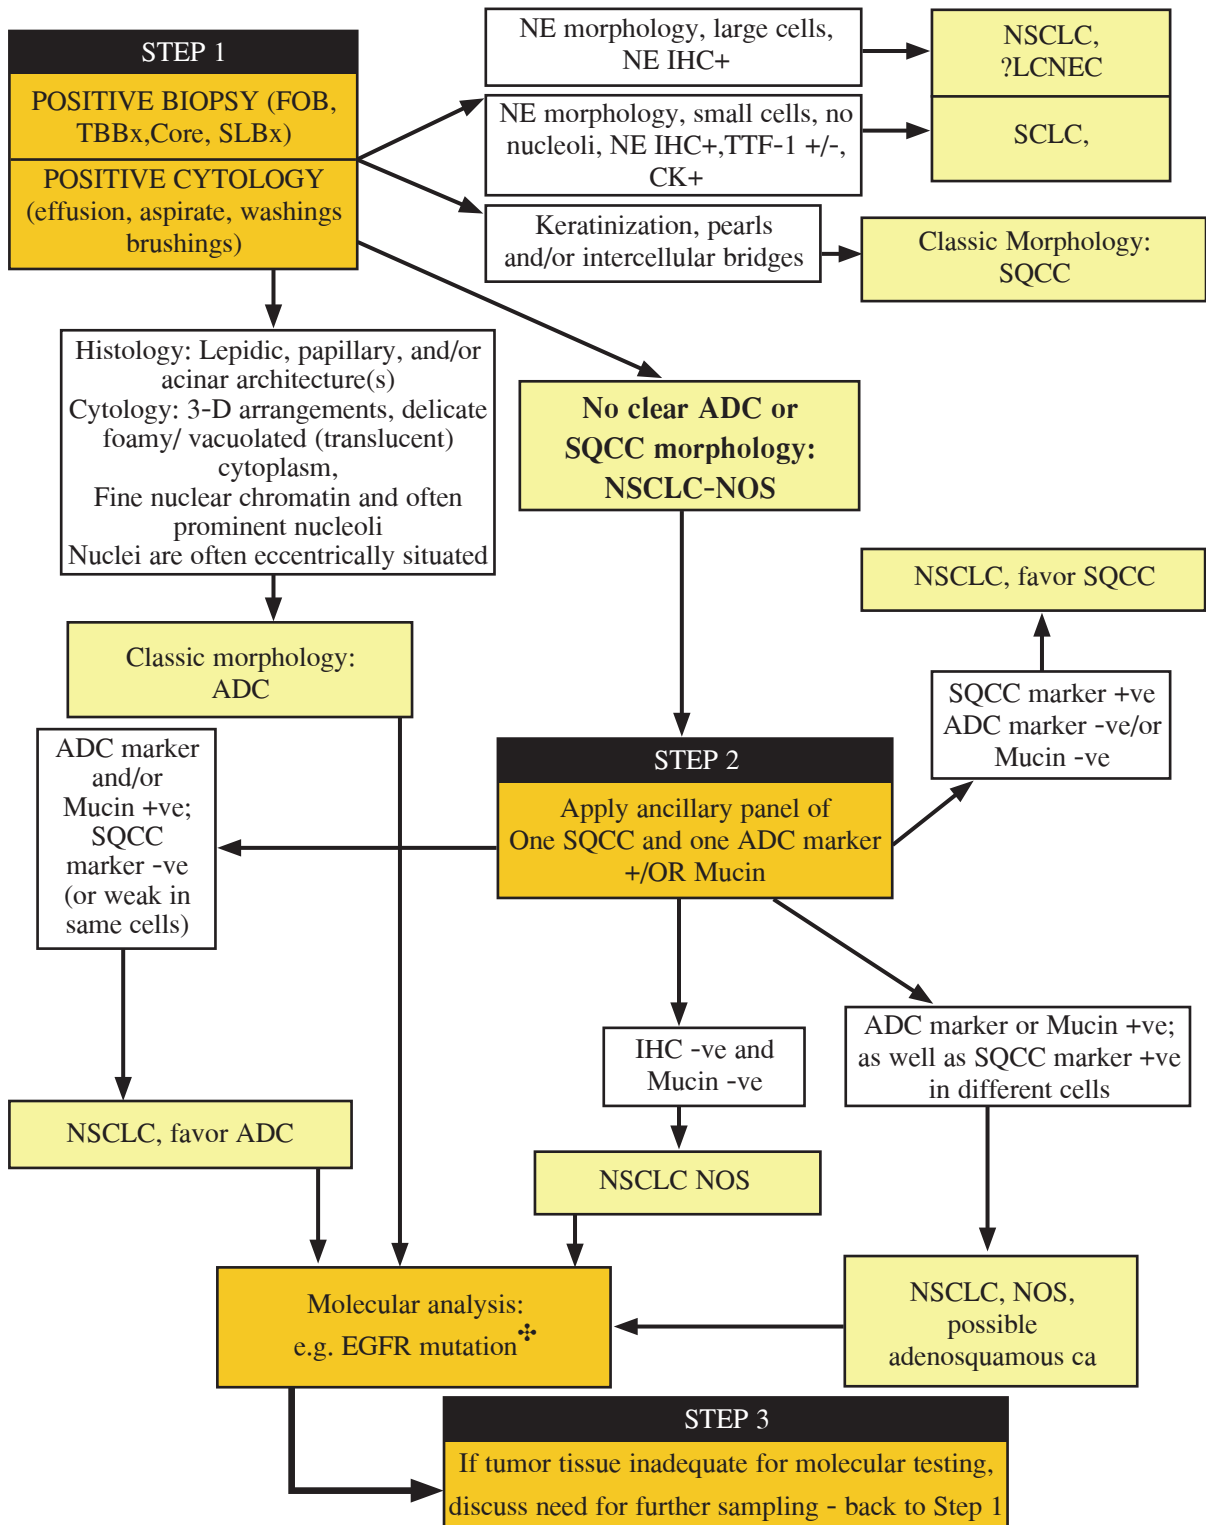 STEP 1
POSITIVE BIOPSY (FOB,
TBBx,Core, SLBx)
POSITIVE CYTOLOGY
(effusion, aspirate, washings
brushings)
NE morphology, large cells,
NE IHC+
NSCLC,
?LCNEC
NE morphology, small cells, no
nucleoli, NE IHC+,TTF-1 +/-,
CK+
SCLC,
Keratinization, pearls
and/or intercellular bridges
Classic Morphology:
SQCC
Histology: Lepidic, papillary, and/or
acinar architecture(s)
Cytology: 3-D arrangements, delicate
foamy/ vacuolated (translucent)
cytoplasm,
Fine nuclear chromatin and often
prominent nucleoli
Nuclei are often eccentrically situated
No clear ADC or
SQCC morphology:
NSCLC-NOS
Classic morphology:
ADC
NSCLC, favor SQCC
SQCC marker +ve
ADC marker -ve/or
Mucin -ve
ADC marker
and/or
Mucin +ve;
SQCC
marker -ve
(or weak in
same cells)
STEP 2
Apply ancillary panel of
One SQCC and one ADC marker
+/OR Mucin
IHC -ve and
Mucin -ve
ADC marker or Mucin +ve;
as well as SQCC marker +ve
in different cells
NSCLC, favor ADC
NSCLC NOS
NSCLC, NOS,
possible
adenosquamous ca
Molecular analysis:
e.g. EGFR mutation✣
STEP 3
If tumor tissue inadequate for molecular testing,
discuss need for further sampling - back to Step 1